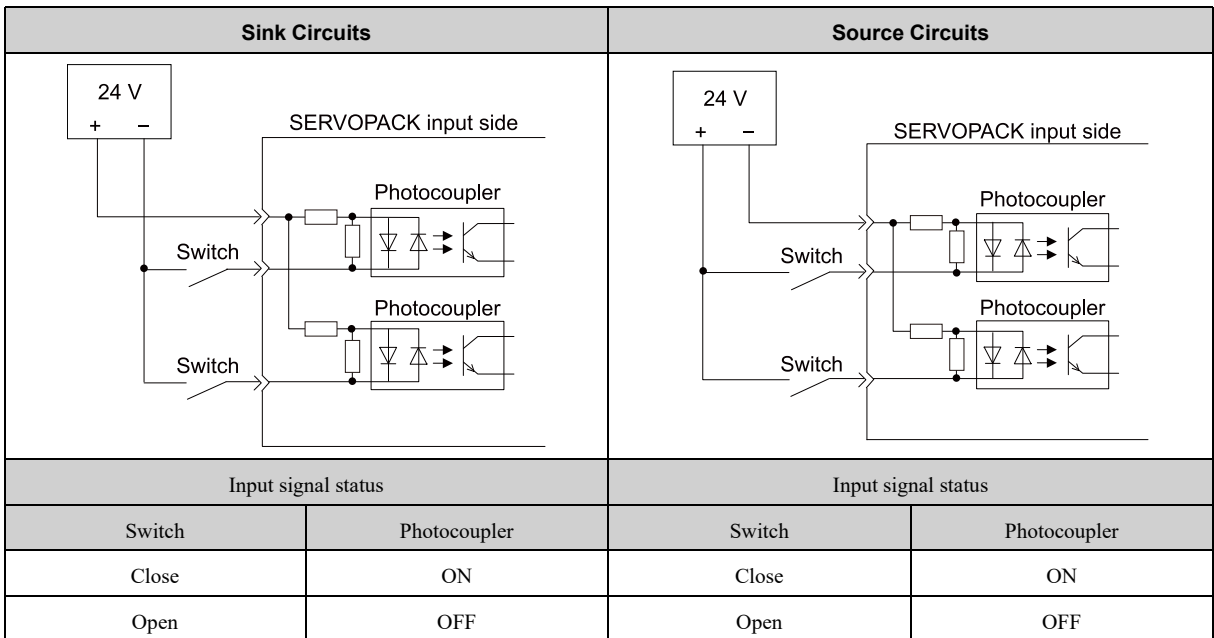 Sink Circuits
Source Circuits
24 V
+ –
SERVOPACK input side
Photocoupler
Switch
Photocoupler
Switch
24 V
+ –
SERVOPACK input side
Photocoupler
Switch
Photocoupler
Switch
Input signal status
Input signal status
Switch
Photocoupler
Switch
Photocoupler
Close
ON
Close
ON
Open
OFF
Open
OFF